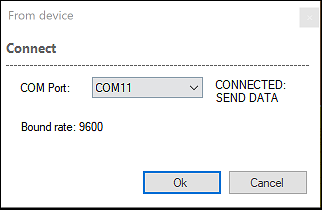 From device
Connect
COM Port: COM11 CONNECTED:
SEND DATA
Bound rate: 9600
Ok Cancel